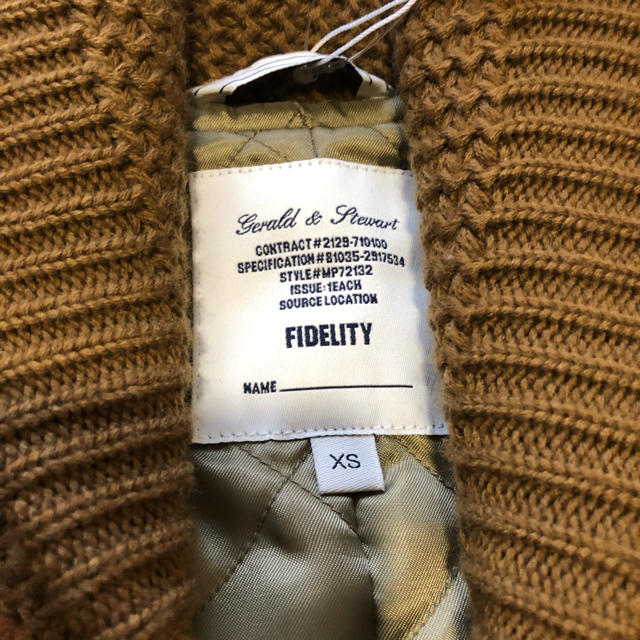 Gerald & Stewart
CONTRACT#2129-710100
SPECIFICATION#81035-2917534
STYLE#MP72132
ISSUE:1EACH
SOURCE LOCATION
FIDELITY
NAME
XS